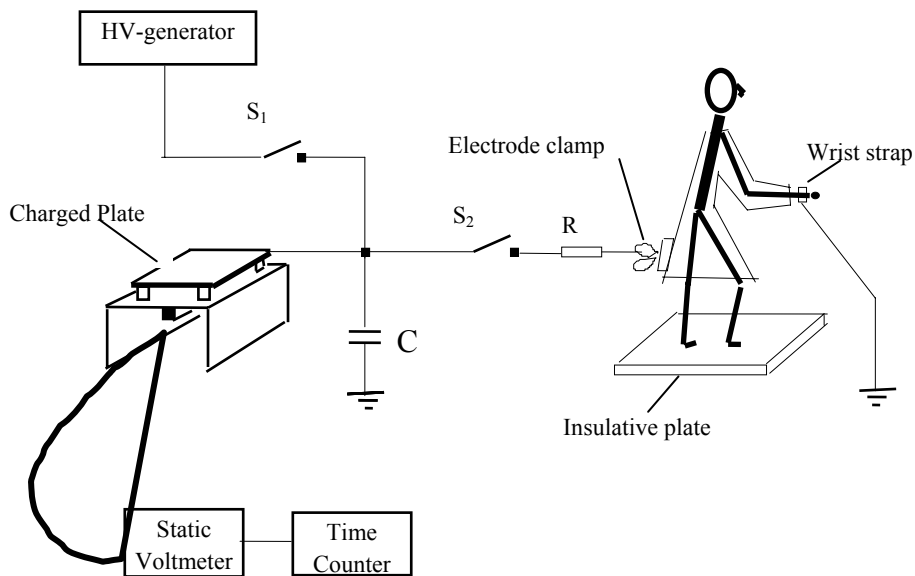 HV-generator
S₁
Electrode clamp
Wrist strap
Charged Plate
S₂
R
C
Insulative plate
Static
Voltmeter
Time
Counter